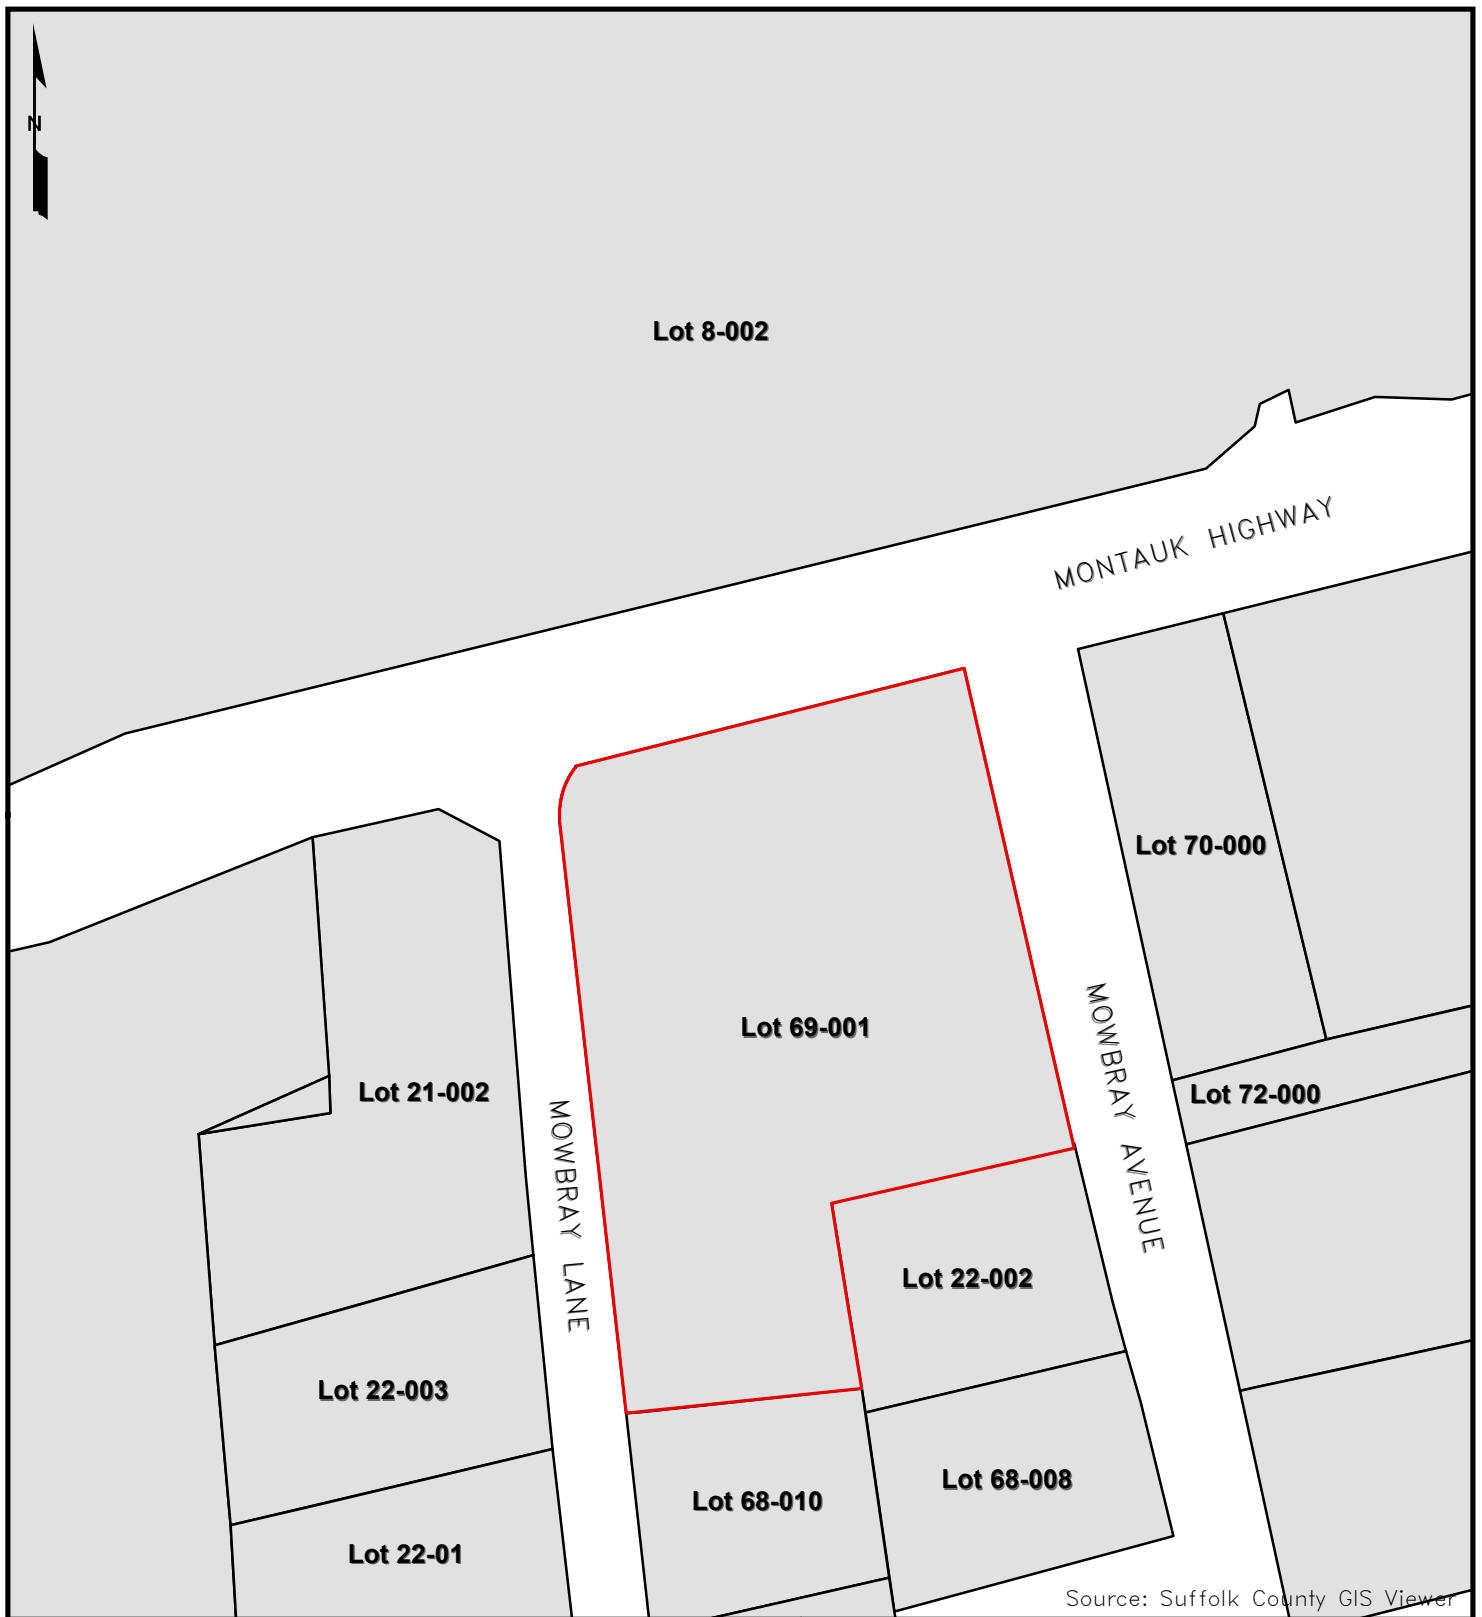 N
Lot 8-002
MONTAUK HIGHWAY
Lot 70-000
Lot 69-001
Lot 21-002
Lot 72-000
MOWBRAY AVENUE
MOWBRAY LANE
Lot 22-002
Lot 22-003
Lot 68-008
Lot 68-010
Lot 22-01
Source: Suffolk County GIS Viewer